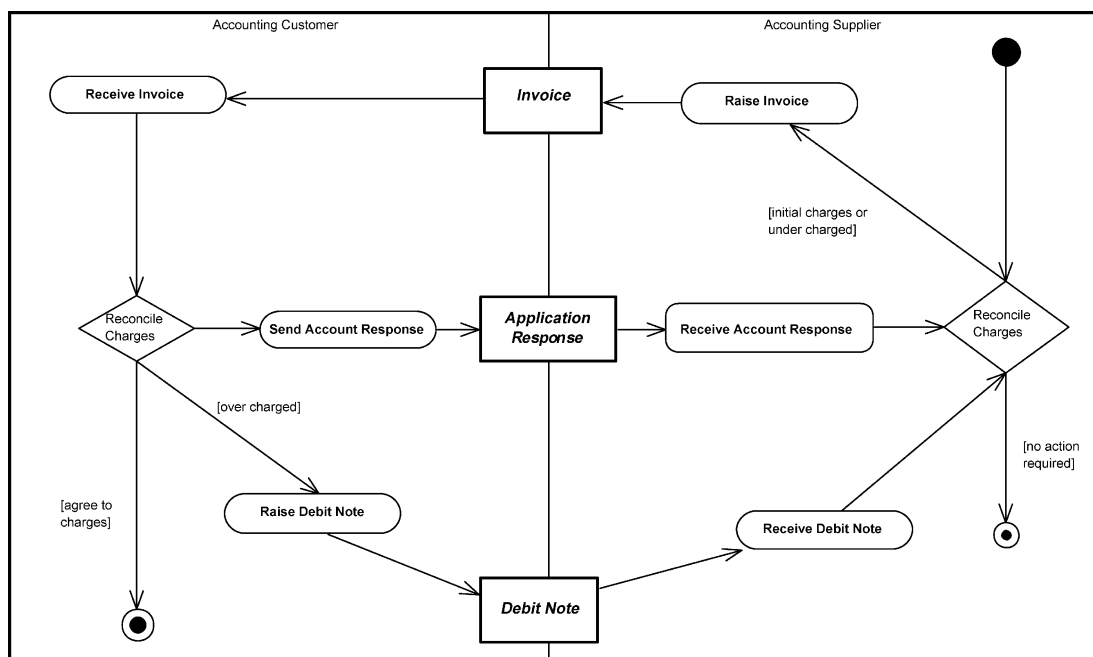 Accounting Customer
Accounting Supplier
Receive Invoice
Invoice
Raise Invoice
[initial charges or
under charged]
Reconcile
Charges
Send Account Response
Application
Response
Receive Account Response
Reconcile
Charges
[over charged]
[no action
required]
[agree to
charges]
Raise Debit Note
Receive Debit Note
Debit Note